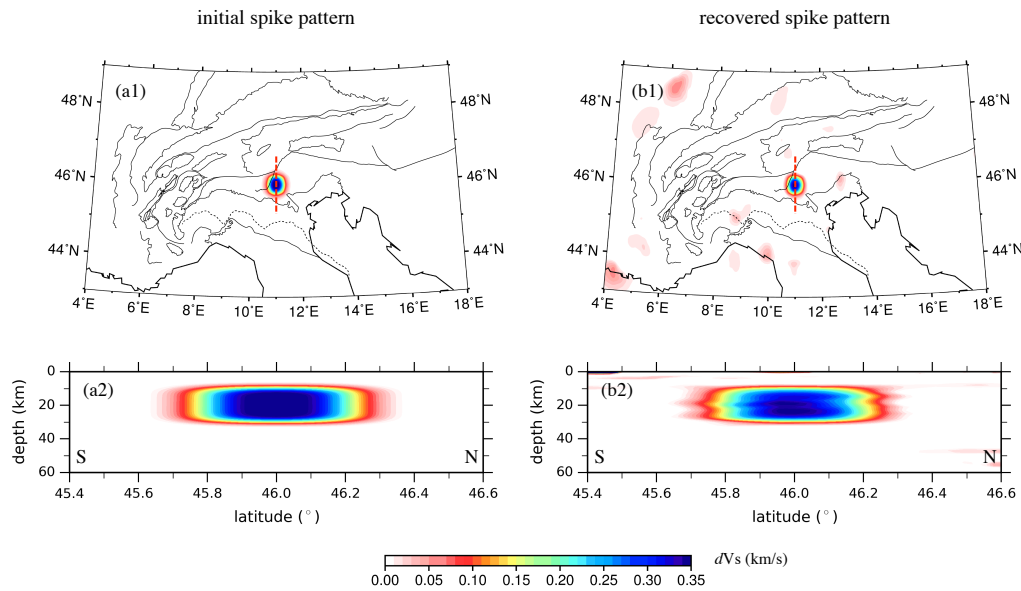 initial spike pattern
recovered spike pattern
(a1)
48˚N
46˚N
44˚N
48˚N
46˚N
44˚N
4˚E 6˚E 8˚E 10˚E 12˚E 14˚E 16˚E 18˚E
(b1)
48˚N
46˚N
44˚N
48˚N
46˚N
44˚N
4˚E 6˚E 8˚E 10˚E 12˚E 14˚E 16˚E 18˚E
depth (km)
0
20
40
60
(a2)
S N
45.4 45.6 45.8 46.0 46.2 46.4 46.6
latitude (°)
depth (km)
0
20
40
60
(b2)
S N
45.4 45.6 45.8 46.0 46.2 46.4 46.6
latitude (°)
0.00 0.05 0.10 0.15 0.20 0.25 0.30 0.35
dVs (km/s)